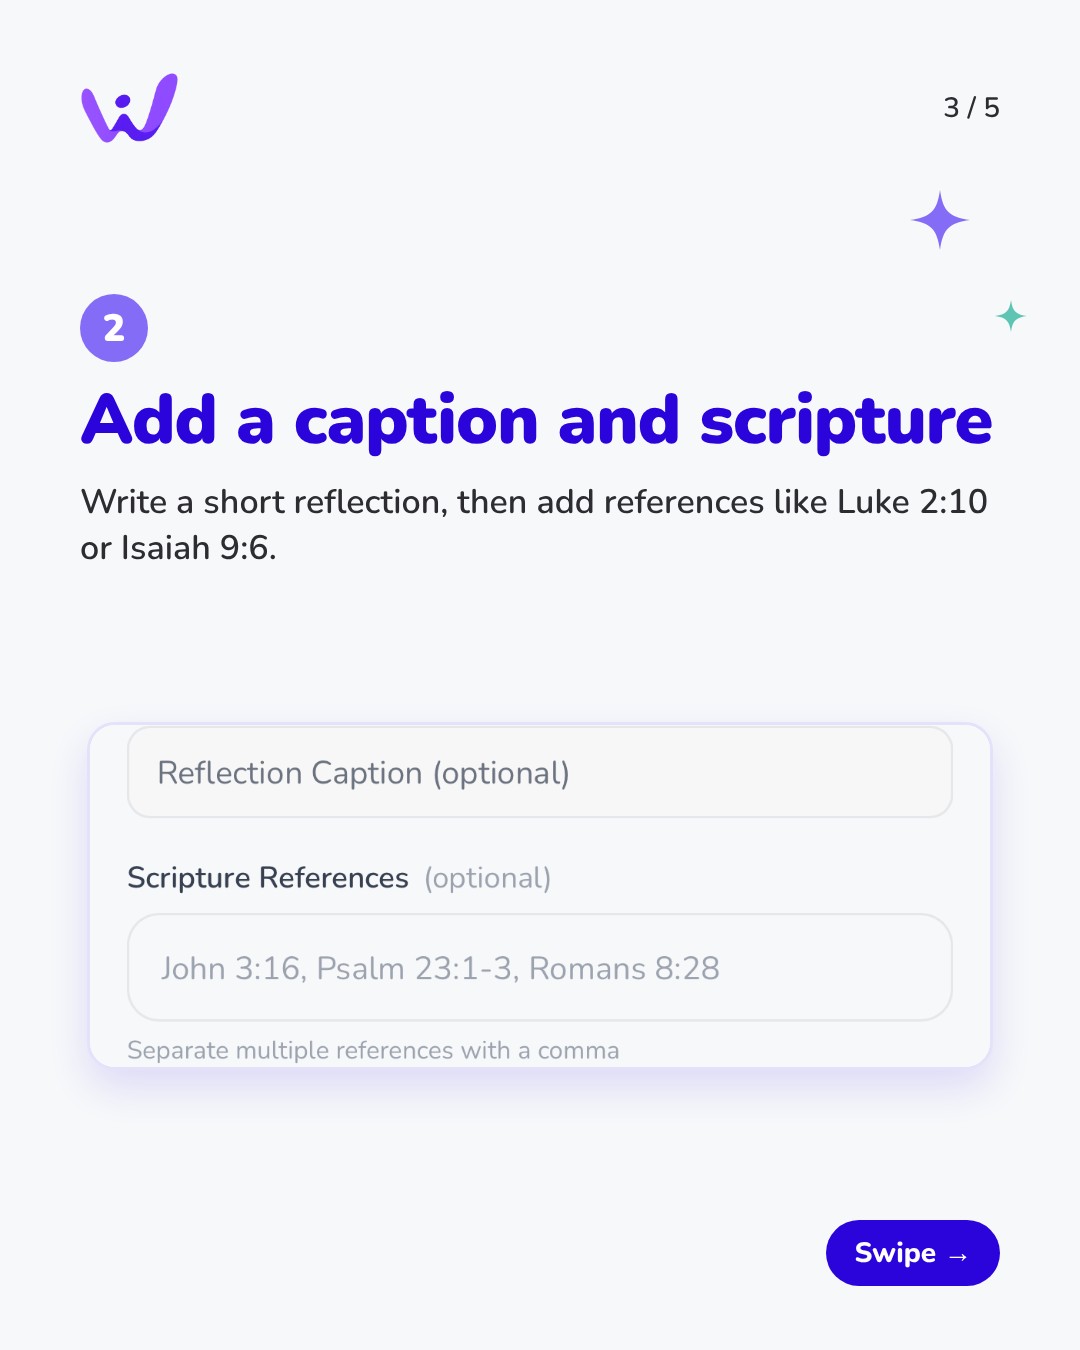 3 / 5
2
Add a caption and scripture
Write a short reflection, then add references like Luke 2:10
or Isaiah 9:6.
Reflection Caption (optional)
Scripture References (optional)
John 3:16, Psalm 23:1-3, Romans 8:28
Separate multiple references with a comma
Swipe →